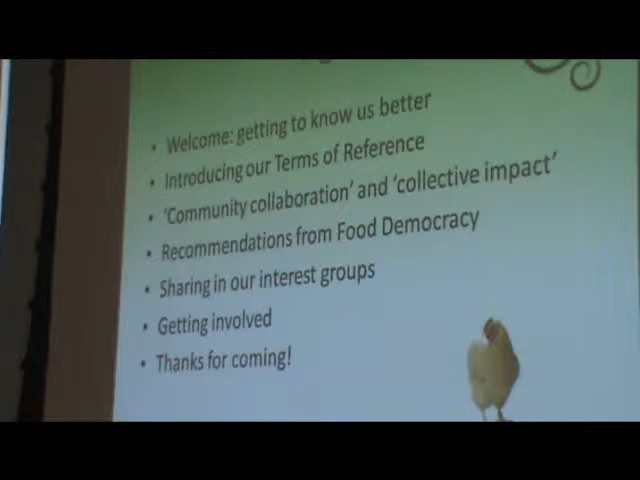 • Welcome: getting to know us better
• Introducing our Terms of Reference
• 'Community collaboration' and 'collective impact'
• Recommendations from Food Democracy
• Sharing in our interest groups
• Getting involved
• Thanks for coming!